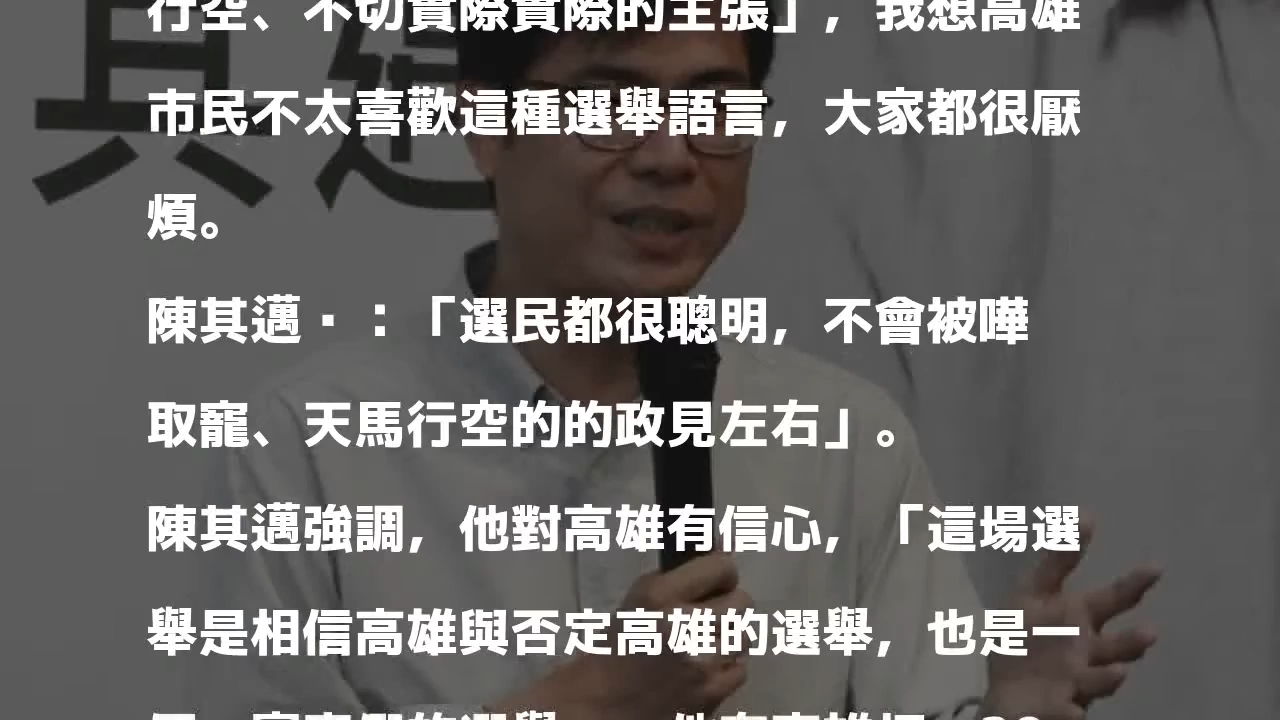 行空、不切實際實際的主張」，我想高雄
市民不太喜歡這種選舉語言，大家都很厭
煩。
陳其邁▪：「選民都很聰明，不會被嘩
取寵、天馬行空的的政見左右」。
陳其邁強調，他對高雄有信心，「這場選
舉是相信高雄與否定高雄的選舉，也是一
其邁